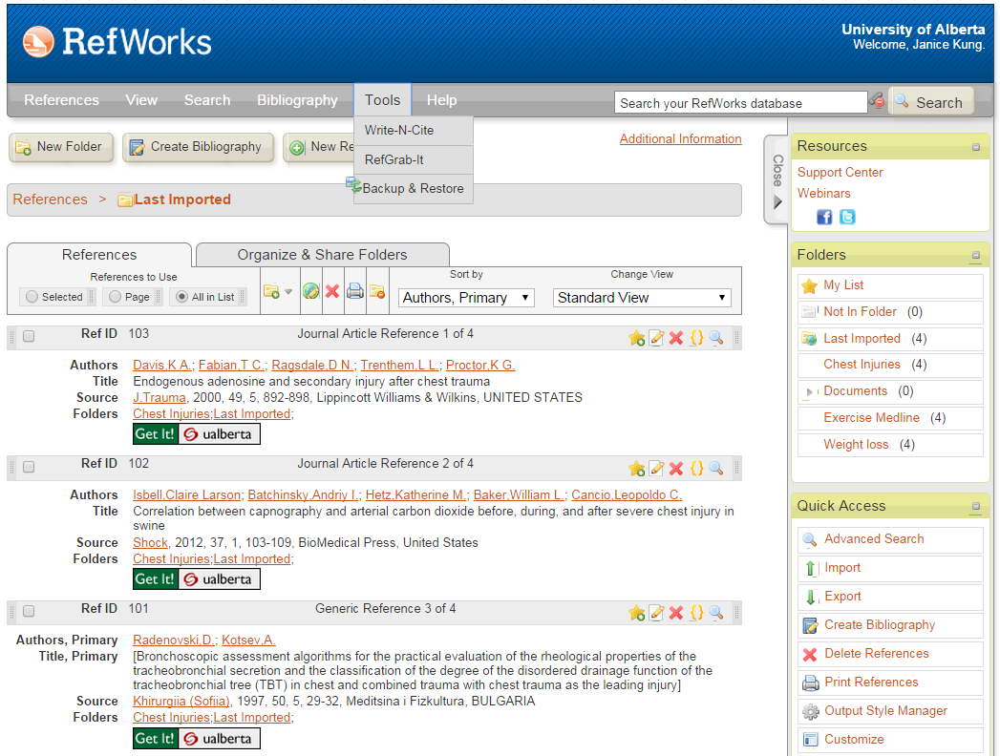 RefWorks
University of Alberta
Welcome, Janice Kung.
References View Search Bibliography Tools Help
Search your RefWorks database
Search
Write-N-Cite
RefGrab-It
Backup & Restore
New Folder
Create Bibliography
New Re
Additional Information
References > Last Imported
References
Organize & Share Folders
References to Use
Selected
Page
All in List
Sort by
Authors, Primary
Change View
Standard View
Ref ID 103 Journal Article Reference 1 of 4
Authors Davis,K A.; Fabian,T C.; Ragsdale,D N.; Trenthem,L L.; Proctor,K G.
Title Endogenous adenosine and secondary injury after chest trauma
Source J.Trauma, 2000, 49, 5, 892-898, Lippincott Williams & Wilkins, UNITED STATES
Folders Chest Injuries;Last Imported;
Get It! ualberta
Ref ID 102 Journal Article Reference 2 of 4
Authors Isbell,Claire Larson; Batchinsky,Andriy I.; Hetz,Katherine M.; Baker,William L.; Cancio,Leopoldo C.
Title Correlation between capnography and arterial carbon dioxide before, during, and after severe chest injury in
swine
Source Shock, 2012, 37, 1, 103-109, BioMedical Press, United States
Folders Chest Injuries;Last Imported;
Get It! ualberta
Ref ID 101 Generic Reference 3 of 4
Authors, Primary Radenovski,D.; Kotsev,A.
Title, Primary [Bronchoscopic assessment algorithms for the practical evaluation of the rheological properties of the
tracheobronchial secretion and the classification of the degree of the disordered drainage function of the
tracheobronchial tree (TBT) in chest and combined trauma with chest trauma as the leading injury]
Source Khirurgiia (Sofiia), 1997, 50, 5, 29-32, Meditsina i Fizkultura, BULGARIA
Folders Chest Injuries;Last Imported;
Get It! ualberta
Close
Resources
Support Center
Webinars
Folders
My List
Not In Folder (0)
Last Imported (4)
Chest Injuries (4)
Documents (0)
Exercise Medline (4)
Weight loss (4)
Quick Access
Advanced Search
Import
Export
Create Bibliography
Delete References
Print References
Output Style Manager
Customize